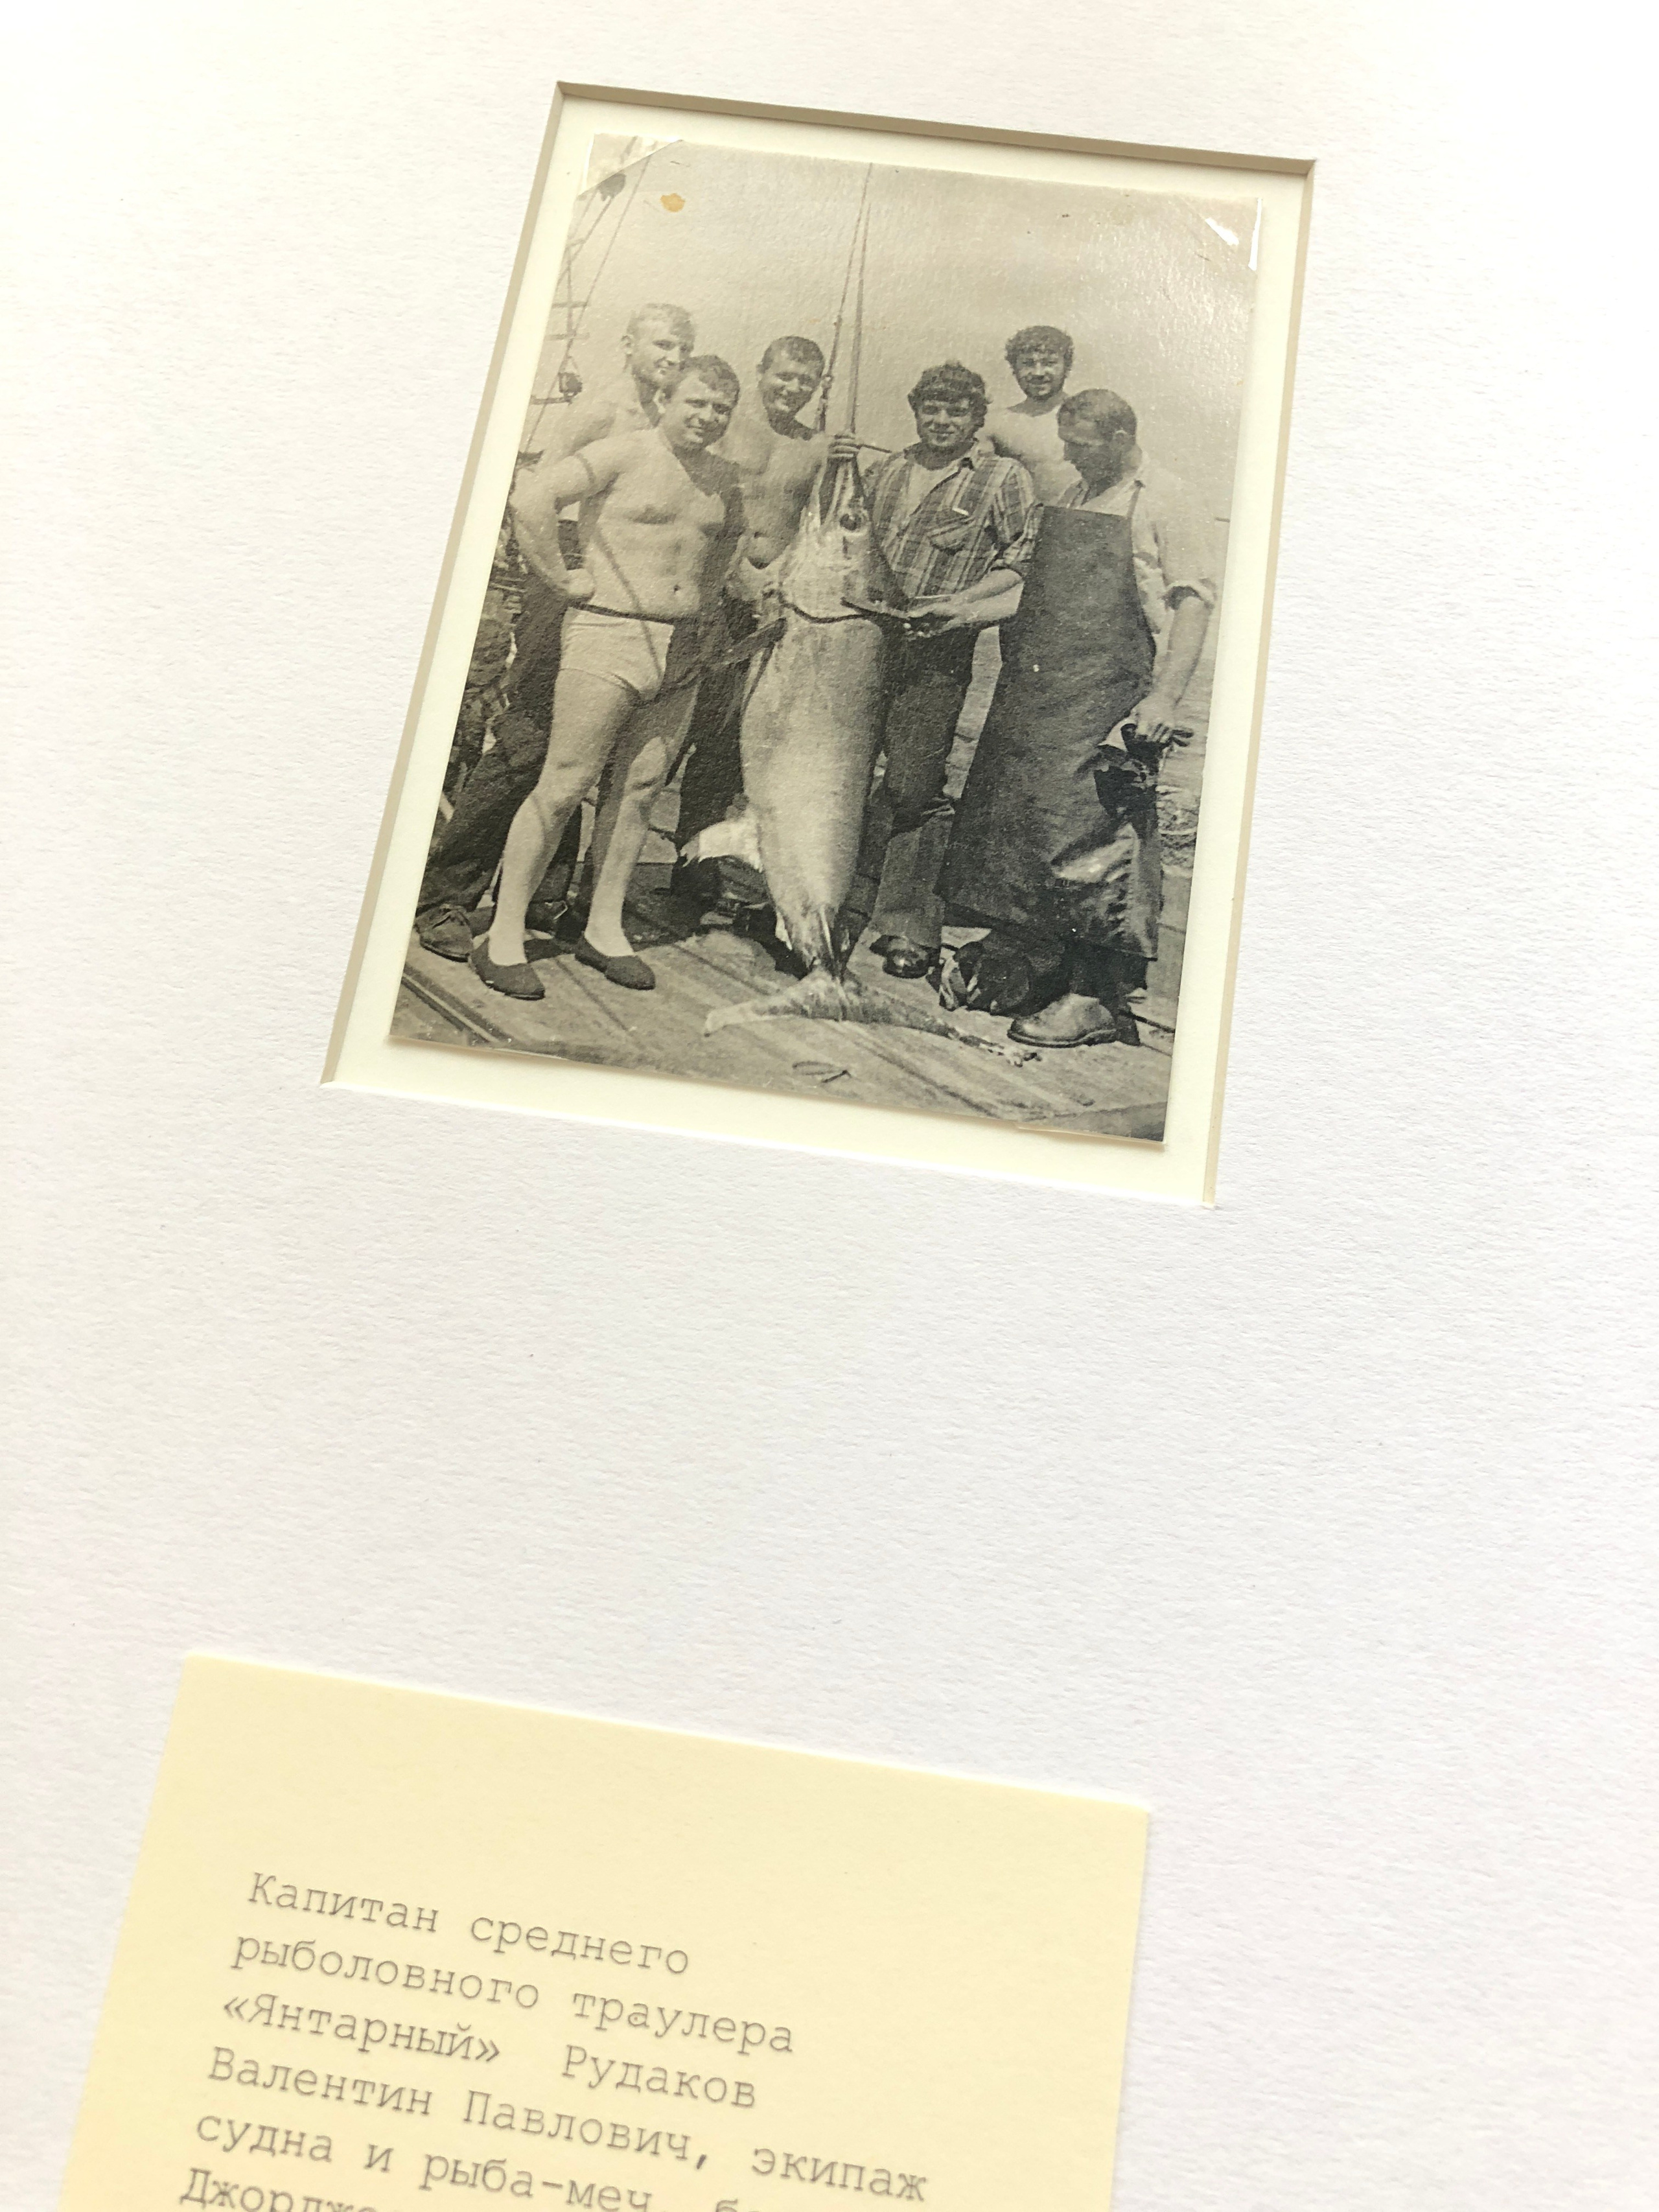 Капитан среднего
рыболовного траулера
«Янтарный» Рудаков
Валентин Павлович, экипаж
судна и рыба-меч,